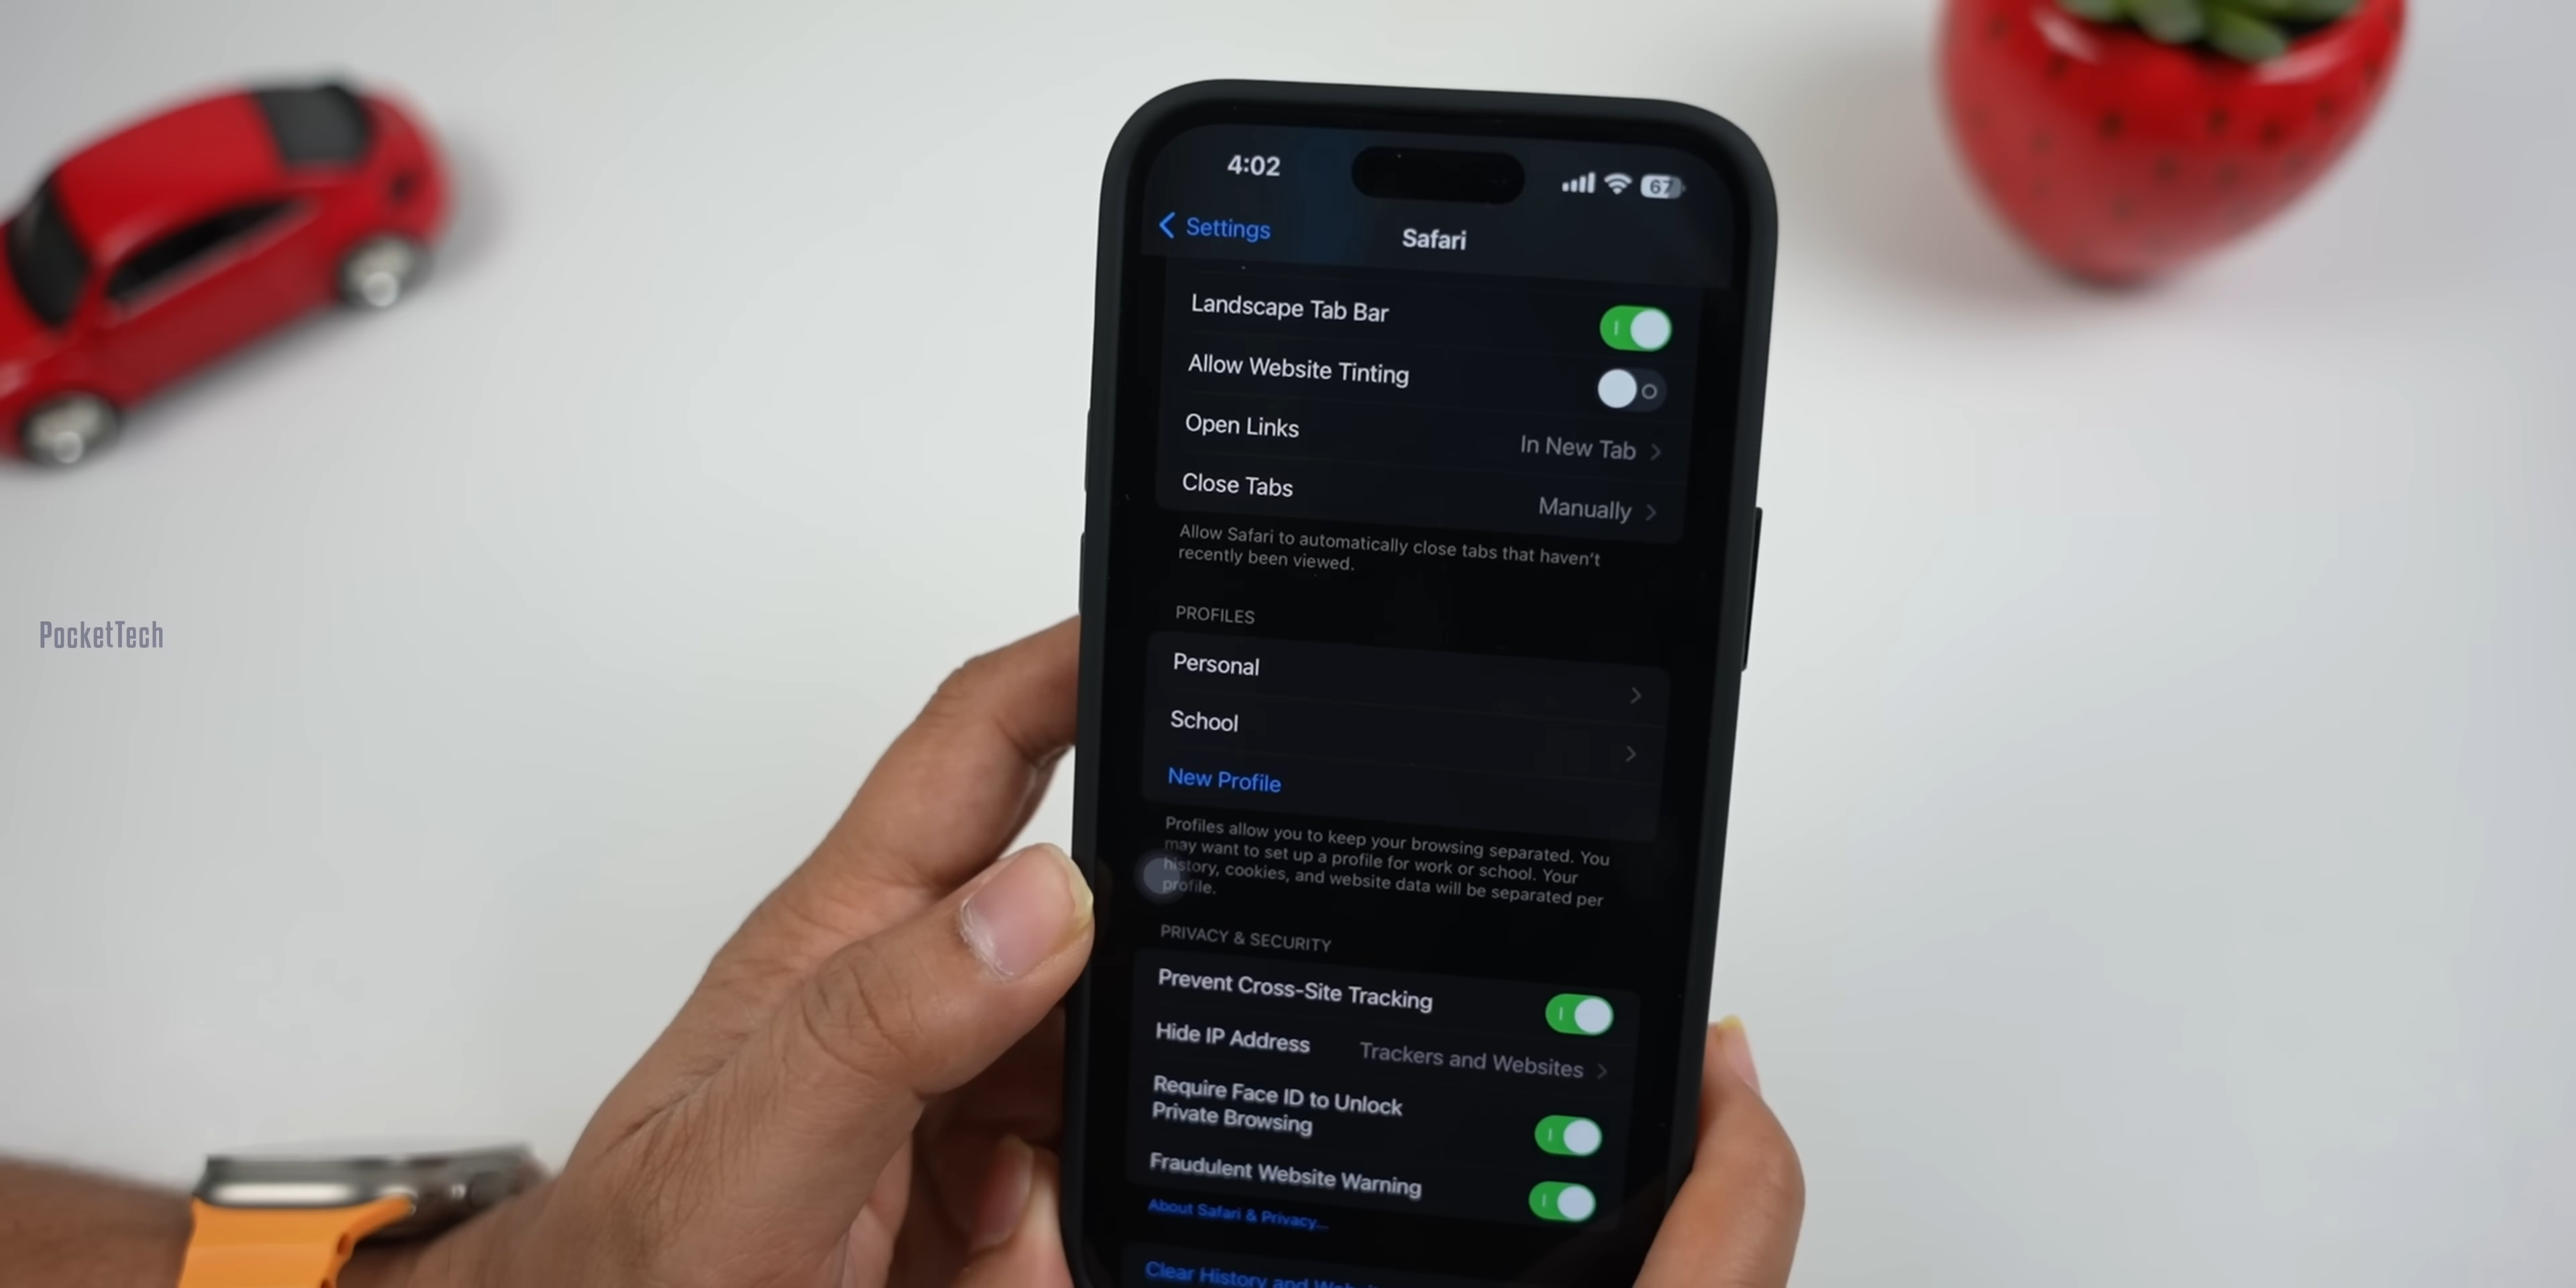 4:02
67
Settings
Safari
Landscape Tab Bar
Allow Website Tinting
Open Links In New Tab
Close Tabs Manually
Allow Safari to automatically close tabs that haven't
recently been viewed.
PROFILES
Personal
School
New Profile
PocketTech
Profiles allow you to keep your browsing separated. You
may want to set up a profile for work or school. Your
history, cookies, and website data will be separated per
profile.
PRIVACY & SECURITY
Prevent Cross-Site Tracking
Hide IP Address Trackers and Websites
Require Face ID to Unlock
Private Browsing
Fraudulent Website Warning
About Safari & Privacy...
Clear History and